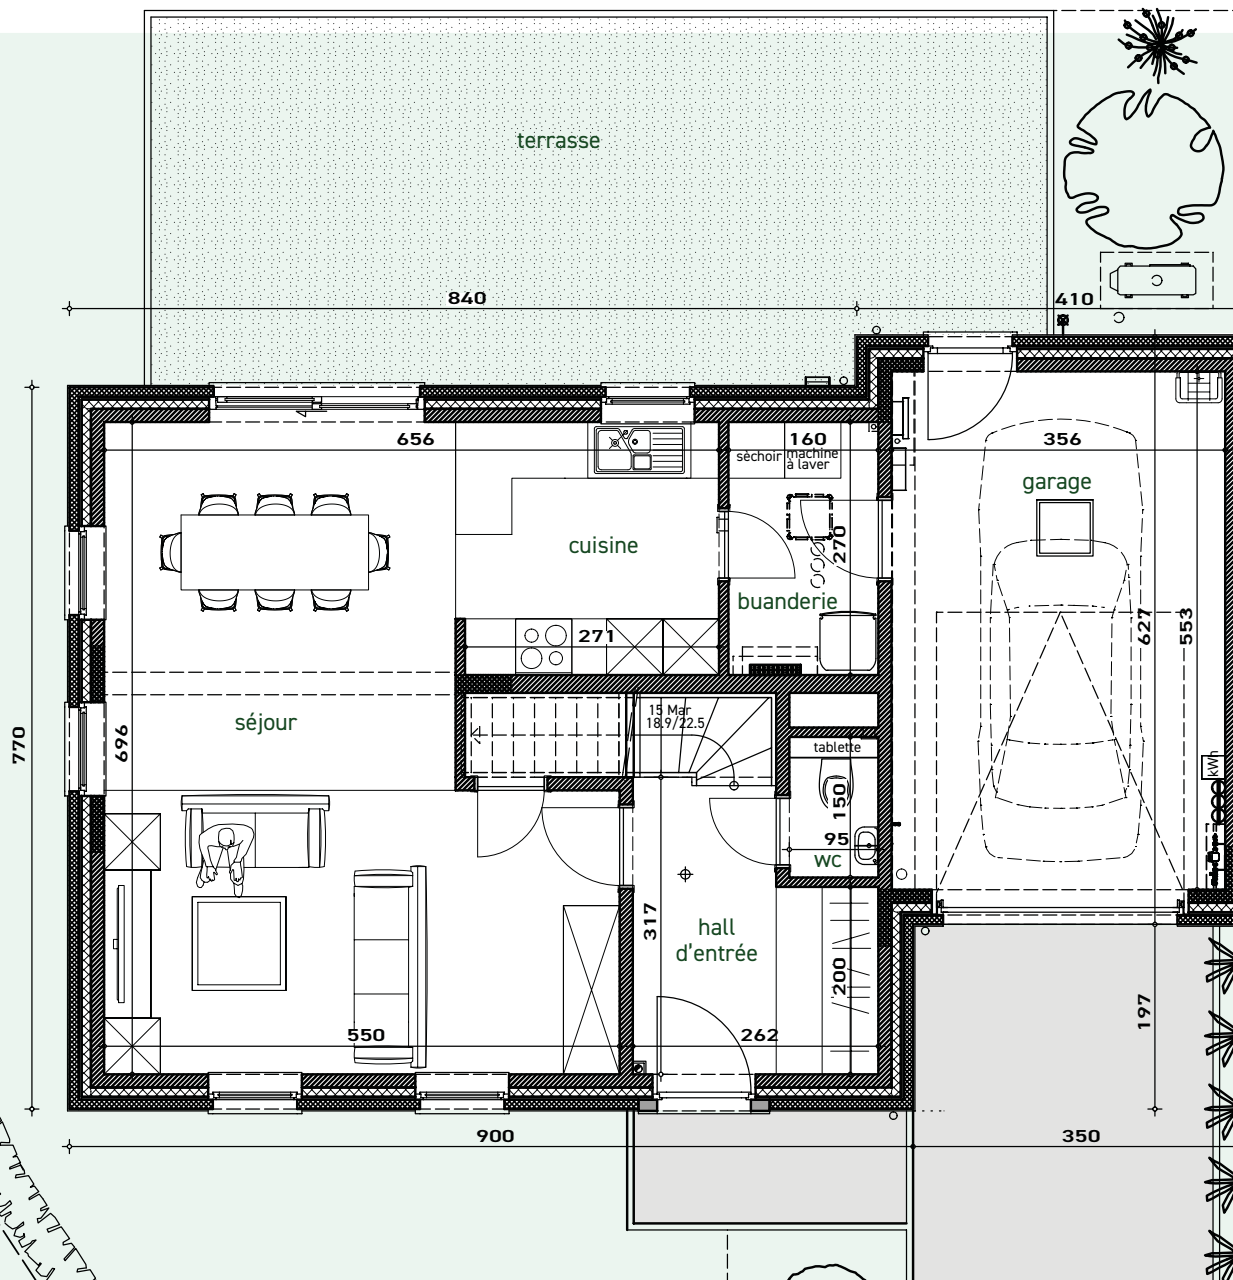 terrasse
840
410
656
160
356
sèchoir
machine
à laver
garage
cuisine
270
buanderie
271
627
553
15 Mar
18.9/22.5
séjour
696
770
tablette
kWh
150
95
wc
317
hall
d'entrée
200
197
550
262
900
350